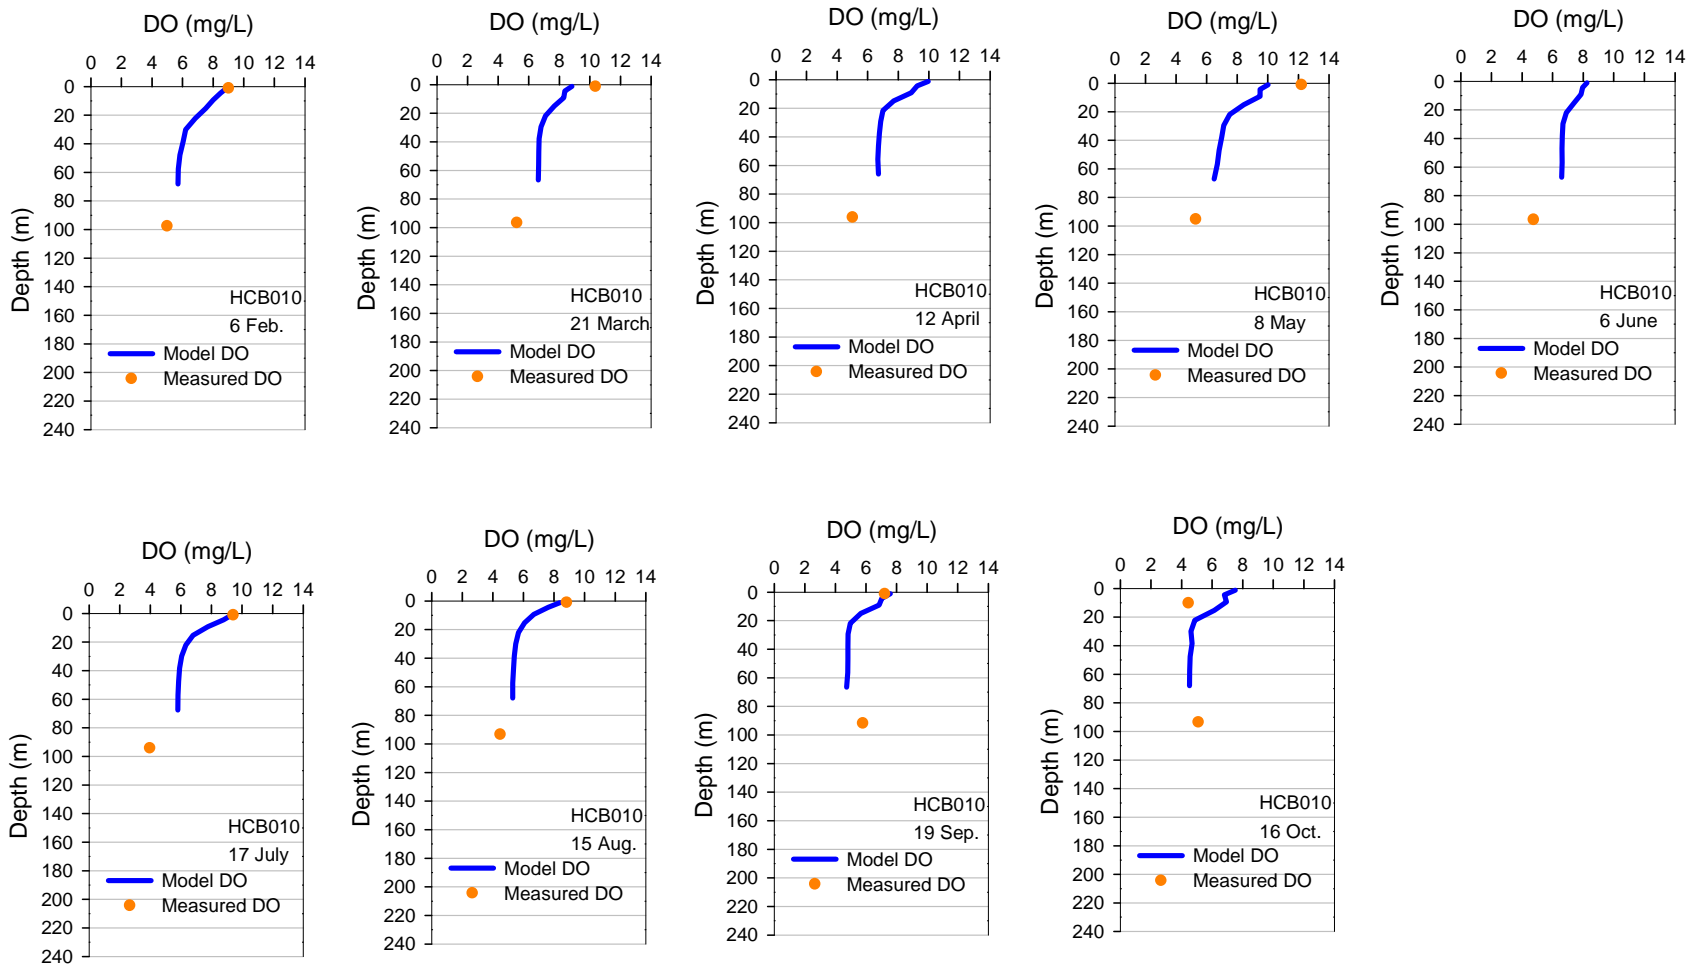 DO (mg/L)
0 2 4 6 8 10 12 14
0
20
40
60
80
100
120
140
160
180
200
220
240
Depth (m)
HCB010
6 Feb.
Model DO
Measured DO
DO (mg/L)
0 2 4 6 8 10 12 14
0
20
40
60
80
100
120
140
160
180
200
220
240
Depth (m)
HCB010
21 March
Model DO
Measured DO
DO (mg/L)
0 2 4 6 8 10 12 14
0
20
40
60
80
100
120
140
160
180
200
220
240
Depth (m)
HCB010
12 April
Model DO
Measured DO
DO (mg/L)
0 2 4 6 8 10 12 14
0
20
40
60
80
100
120
140
160
180
200
220
240
Depth (m)
HCB010
8 May
Model DO
Measured DO
DO (mg/L)
0 2 4 6 8 10 12 14
0
20
40
60
80
100
120
140
160
180
200
220
240
Depth (m)
HCB010
6 June
Model DO
Measured DO
DO (mg/L)
0 2 4 6 8 10 12 14
0
20
40
60
80
100
120
140
160
180
200
220
240
Depth (m)
HCB010
17 July
Model DO
Measured DO
DO (mg/L)
0 2 4 6 8 10 12 14
0
20
40
60
80
100
120
140
160
180
200
220
240
Depth (m)
HCB010
15 Aug.
Model DO
Measured DO
DO (mg/L)
0 2 4 6 8 10 12 14
0
20
40
60
80
100
120
140
160
180
200
220
240
Depth (m)
HCB010
19 Sep.
Model DO
Measured DO
DO (mg/L)
0 2 4 6 8 10 12 14
0
20
40
60
80
100
120
140
160
180
200
220
240
Depth (m)
HCB010
16 Oct.
Model DO
Measured DO